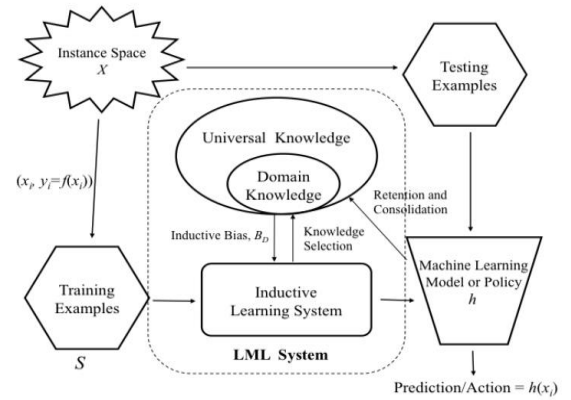 Instance Space
X
Testing
Examples
Universal Knowledge
Domain
Knowledge
(xi, yi=f(xi))
Retention and
Consolidation
Inductive Bias, BD
Knowledge
Selection
Training
Examples
S
Inductive
Learning System
Machine Learning
Model or Policy
h
LML System
Prediction/Action = h(xi)